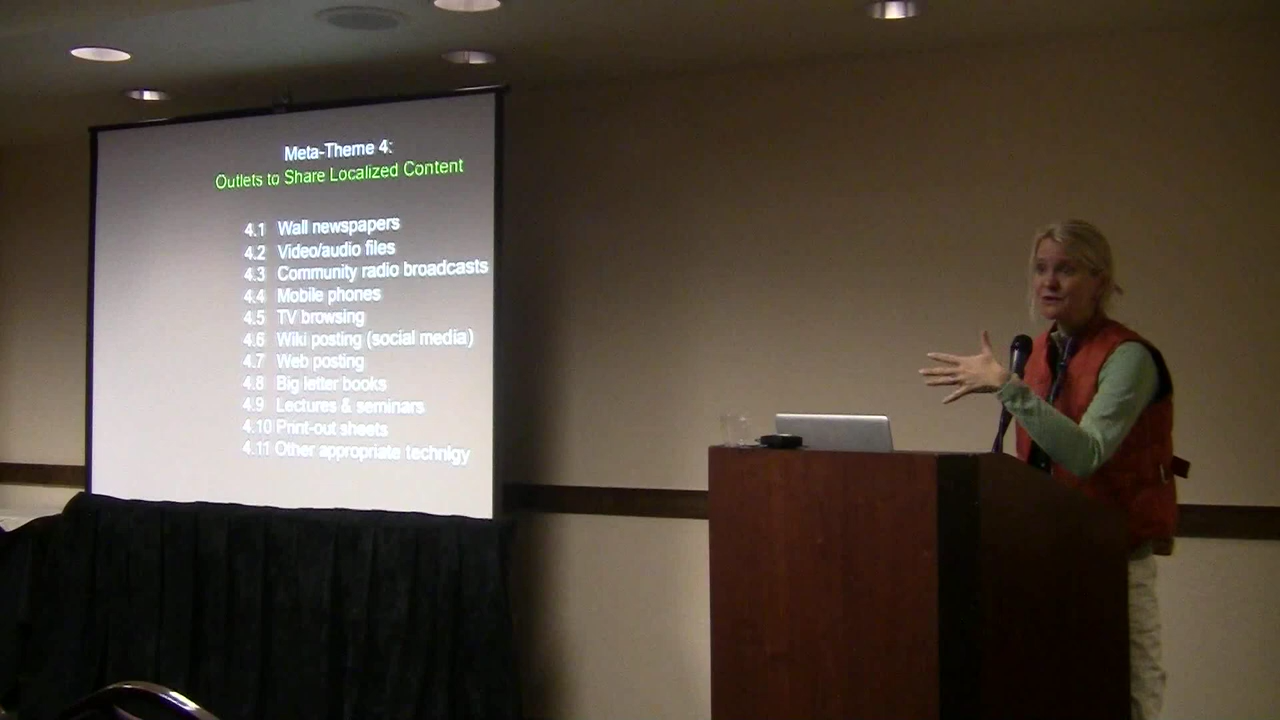 Meta-Theme 4:
Outlets to Share Localized Content
4.1 Wall newspapers
4.2 Video/audio files
4.3 Community radio broadcasts
4.4 Mobile phones
4.5 TV browsing
4.6 Wiki posting (social media)
4.7 Web posting
4.8 Big letter books
4.9 Lectures & seminars
4.10 Print-out sheets
4.11 Other appropriate technlgy